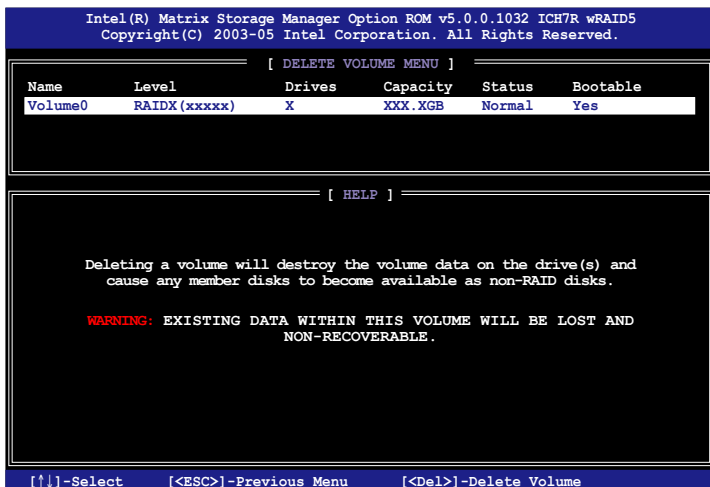 Intel(R) Matrix Storage Manager Option ROM v5.0.0.1032 ICH7R wRAID5
Copyright(C) 2003-05 Intel Corporation. All Rights Reserved.
[ DELETE VOLUME MENU ]
Name Level Drives Capacity Status Bootable
Volume0 RAIDX(xxxxx) X XXX.XGB Normal Yes
[ HELP ]
Deleting a volume will destroy the volume data on the drive(s) and
cause any member disks to become available as non-RAID disks.
WARNING: EXISTING DATA WITHIN THIS VOLUME WILL BE LOST AND
NON-RECOVERABLE.
[↑↓]-Select [<ESC>]-Previous Menu [<Del>]-Delete Volume